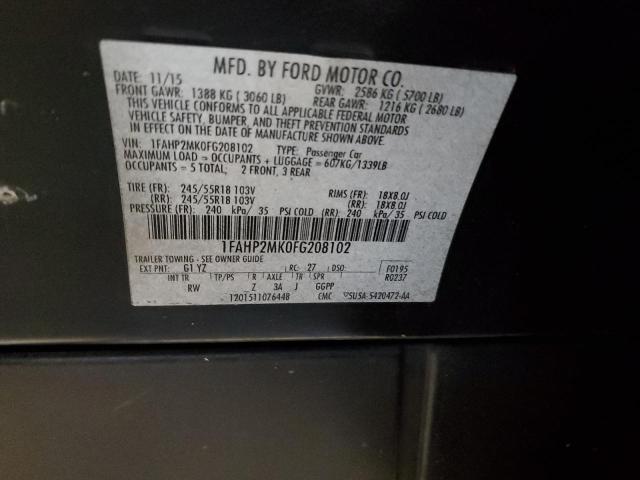 MFD. BY FORD MOTOR CO.
DATE: 11/15 GVWR: 2586 KG ( 5700 LB)
FRONT GAWR: 1388 KG ( 3060 LB) REAR GAWR: 1216 KG ( 2680 LB)
THIS VEHICLE CONFORMS TO ALL APPLICABLE FEDERAL MOTOR
VEHICLE SAFETY, BUMPER, AND THEFT PREVENTION STANDARDS
IN EFFECT ON THE DATE OF MANUFACTURE SHOWN ABOVE.
VIN: 1FAHP2MK0FG208102 TYPE: Passenger Car
MAXIMUM LOAD = OCCUPANTS + LUGGAGE = 607KG/1339LB
OCCUPANTS = 5 TOTAL; 2 FRONT, 3 REAR
TIRE (FR): 245/55R18 103V RIMS (FR): 18X8.0J
(RR): 245/55R18 103V (RR): 18X8.0J
PRESSURE (FR): 240 kPa/ 35 PSI COLD (RR): 240 kPa/ 35 PSI COLD
1FAHP2MK0FG208102
TRAILER TOWING - SEE OWNER GUIDE
EXT PNT: G1 YZ RC: 27 DSO: F0195
INT TR TP/PS R AXLE TR SPR R0237
RW Z 3A J GGPP
1201511076448 CMC